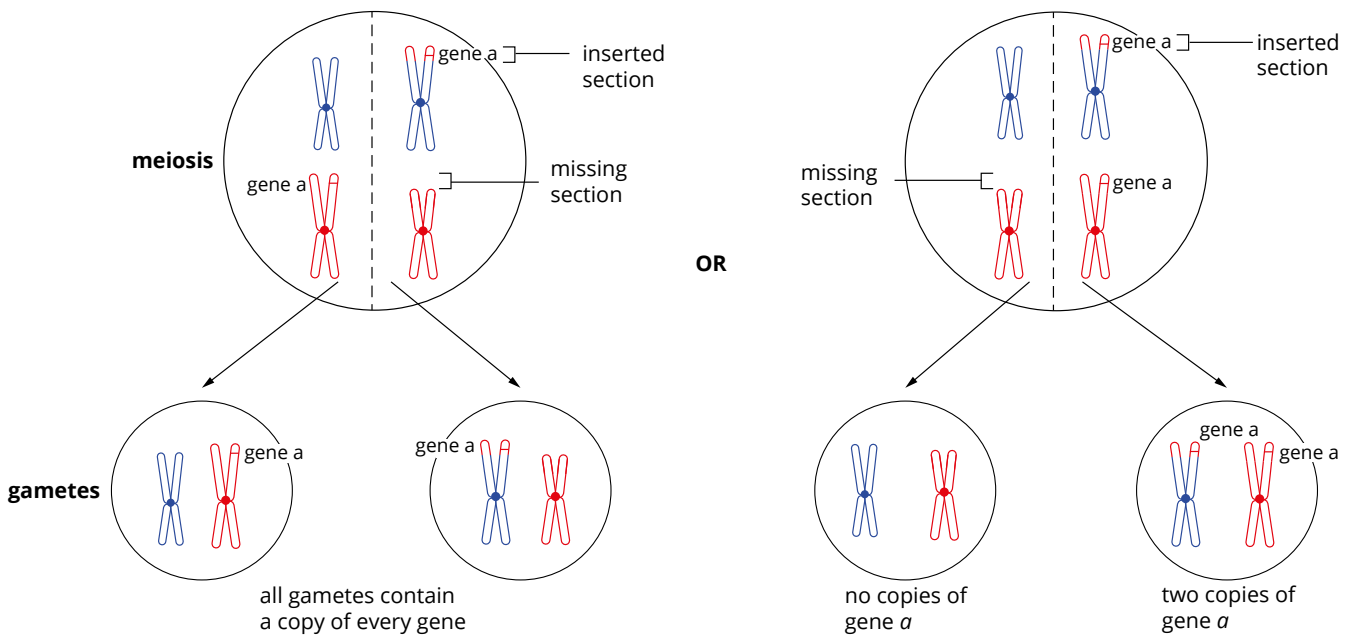 gene a
inserted
section
meiosis
gene a
missing
section
OR
gene a
inserted
section
missing
section
gene a
gametes
gene a
gene a
all gametes contain
a copy of every gene
gene a
gene a
no copies of
gene a
two copies of
gene a